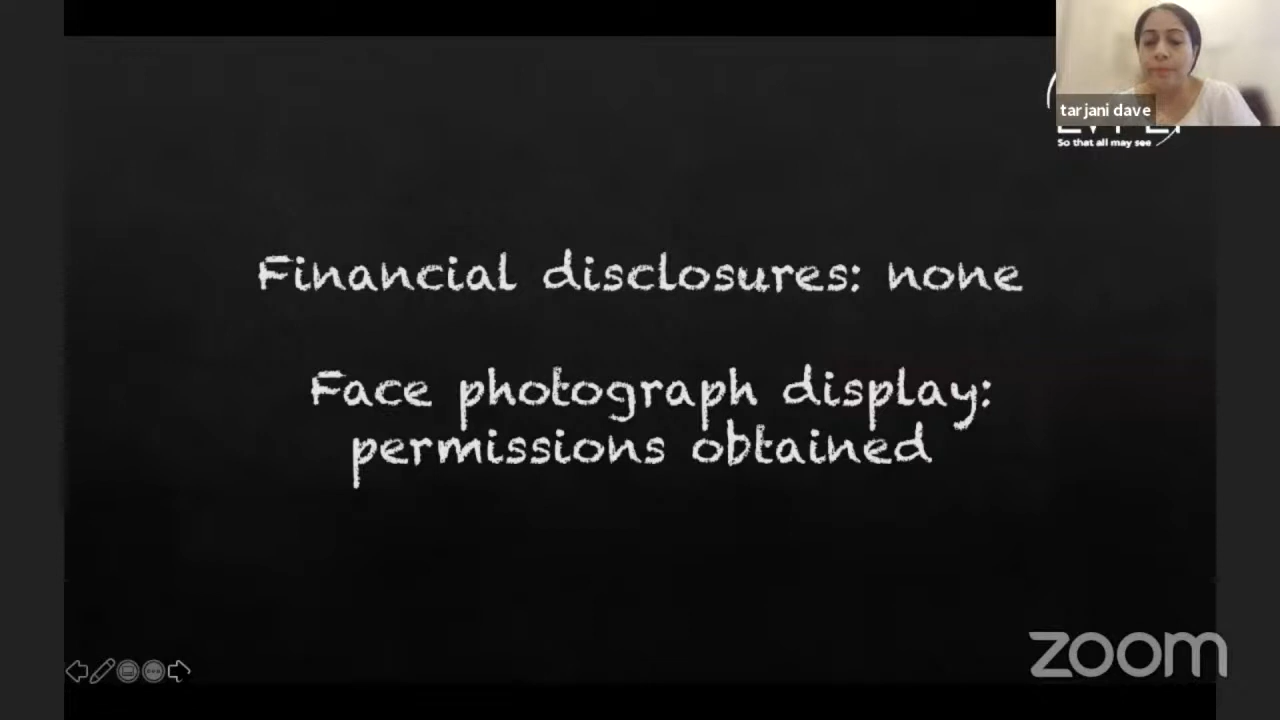 tarjani dave
So that all may see
Financial disclosures: none
Face photograph display:
permissions obtained
zoom